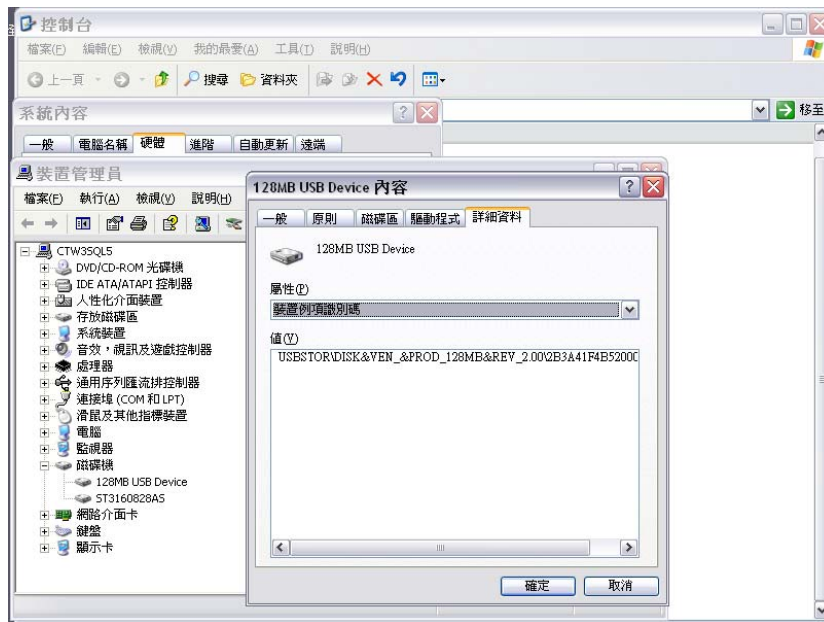 控制台
檔案(F) 編輯(E) 檢視(V) 我的最愛(A) 工具(T) 說明(H)
上一頁 搜尋 資料夾
移至
系統內容
一般 電腦名稱 硬體 進階 自動更新 遠端
裝置管理員
檔案(F) 執行(A) 檢視(V) 說明(H)
CTW35QL5
DVD/CD-ROM 光碟機
IDE ATA/ATAPI 控制器
人性化介面裝置
存放磁碟區
系統裝置
音效，視訊及遊戲控制器
處理器
通用序列匯流排控制器
連接埠 (COM 和 LPT)
滑鼠及其他指標裝置
電腦
監視器
磁碟機
128MB USB Device
ST3160828AS
網路介面卡
鍵盤
顯示卡
128MB USB Device 內容
一般 原則 磁碟區 驅動程式 詳細資料
128MB USB Device
屬性(P)
裝置例項識別碼
值(V)
USBSTOR\DISK&VEN_&PROD_128MB&REV_2.00\2B3A41F4B5200C
確定 取消